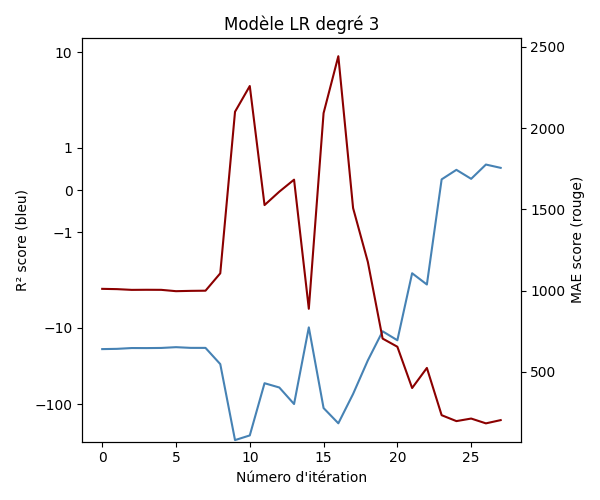 Modèle LR degré 3
10
1
0
−1
−10
−100
R² score (bleu)
2500
2000
1500
1000
500
MAE score (rouge)
0 5 10 15 20 25
Número d'itération